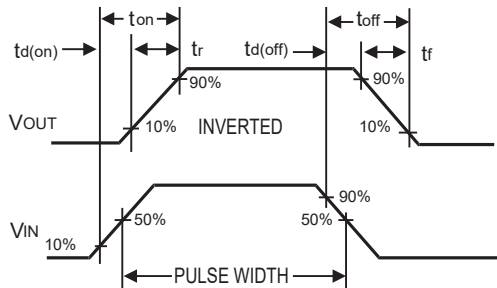 ton
toff
td(on)
tr
td(off)
tf
90%
90%
VOUT
10%
INVERTED
10%
90%
VIN
50%
50%
10%
PULSE WIDTH